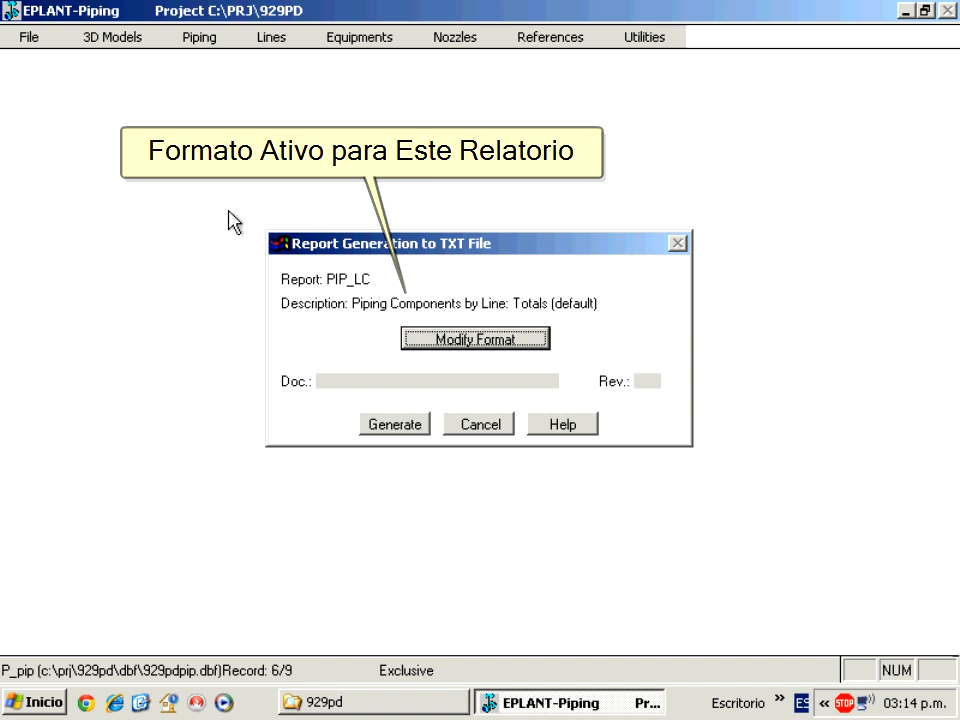 EPLANT-Piping Project C:\PRJ\929PD
File 3D Models Piping Lines Equipments Nozzles References Utilities
Formato Ativo para Este Relatorio
Report Generation to TXT File
Report: PIP_LC
Description: Piping Components by Line: Totals (default)
Modify Format
Doc.: Rev.:
Generate Cancel Help
P_pip (c:\prj\929pd\dbf\929pdpip.dbf)Record: 6/9 Exclusive NUM
Inicio 929pd EPLANT-Piping Pr... Escritorio » ES « STOP 03:14 p.m.